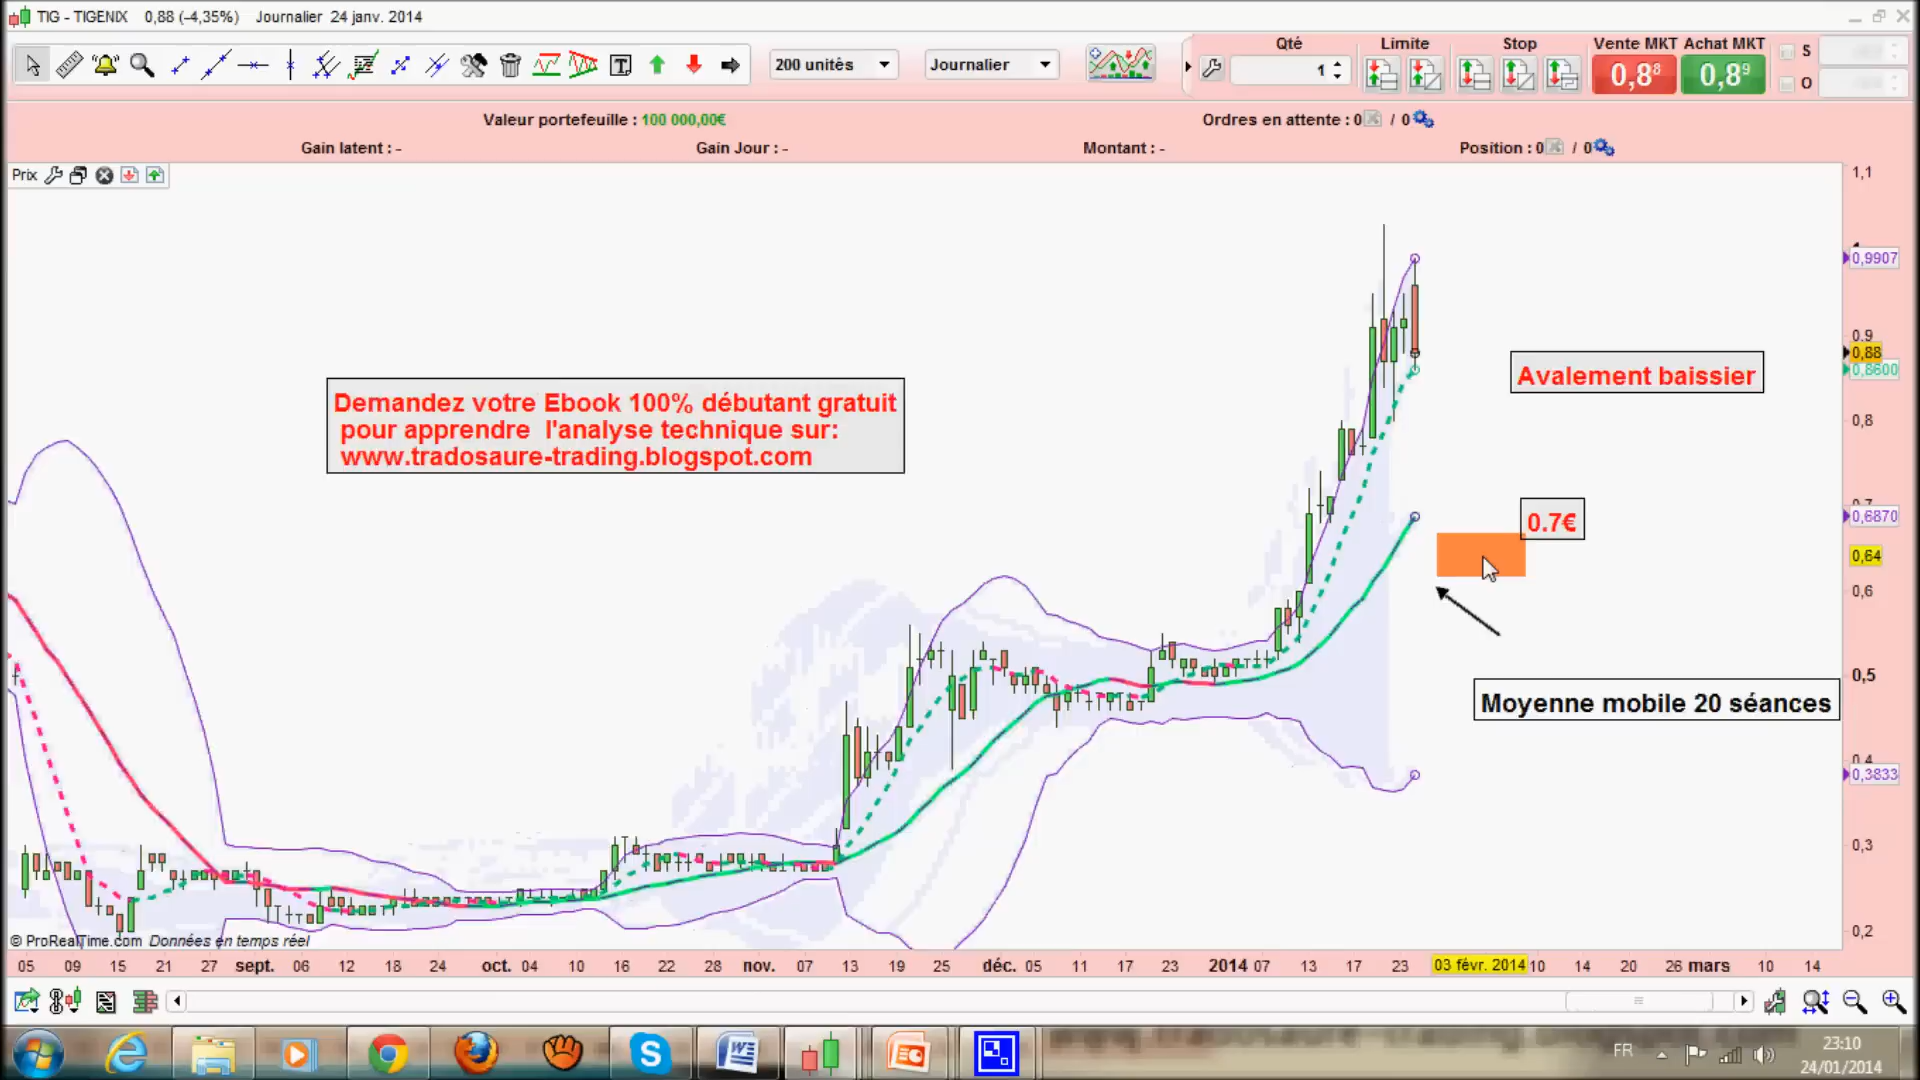 TIG - TIGENIX 0,88 (-4,35%) Journalier 24 janv. 2014
200 unités
Journalier
Qté
1
Limite
Stop
Vente MKT
0,8⁸
Achat MKT
0,8⁹
S
O
Valeur portefeuille : 100 000,00€
Ordres en attente : 0 / 0
Gain latent : -
Gain Jour : -
Montant : -
Position : 0 / 0
Prix
1,1
0,9907
0,9
0,88
0,8600
0,8
0,7
0,6870
0,64
0,6
0,5
0,4
0,3833
0,3
0,2
Demandez votre Ebook 100% débutant gratuit
pour apprendre l'analyse technique sur:
www.tradosaure-trading.blogspot.com
Avalement baissier
0.7€
Moyenne mobile 20 séances
© ProRealTime.com Données en temps réel
05 09 15 21 27 sept. 06 12 18 24 oct. 04 10 16 22 28 nov. 07 13 19 25 déc. 05 11 17 23 2014 07 13 17 23 03 févr. 2014 10 14 20 26 mars 10 14
FR
23:10
24/01/2014